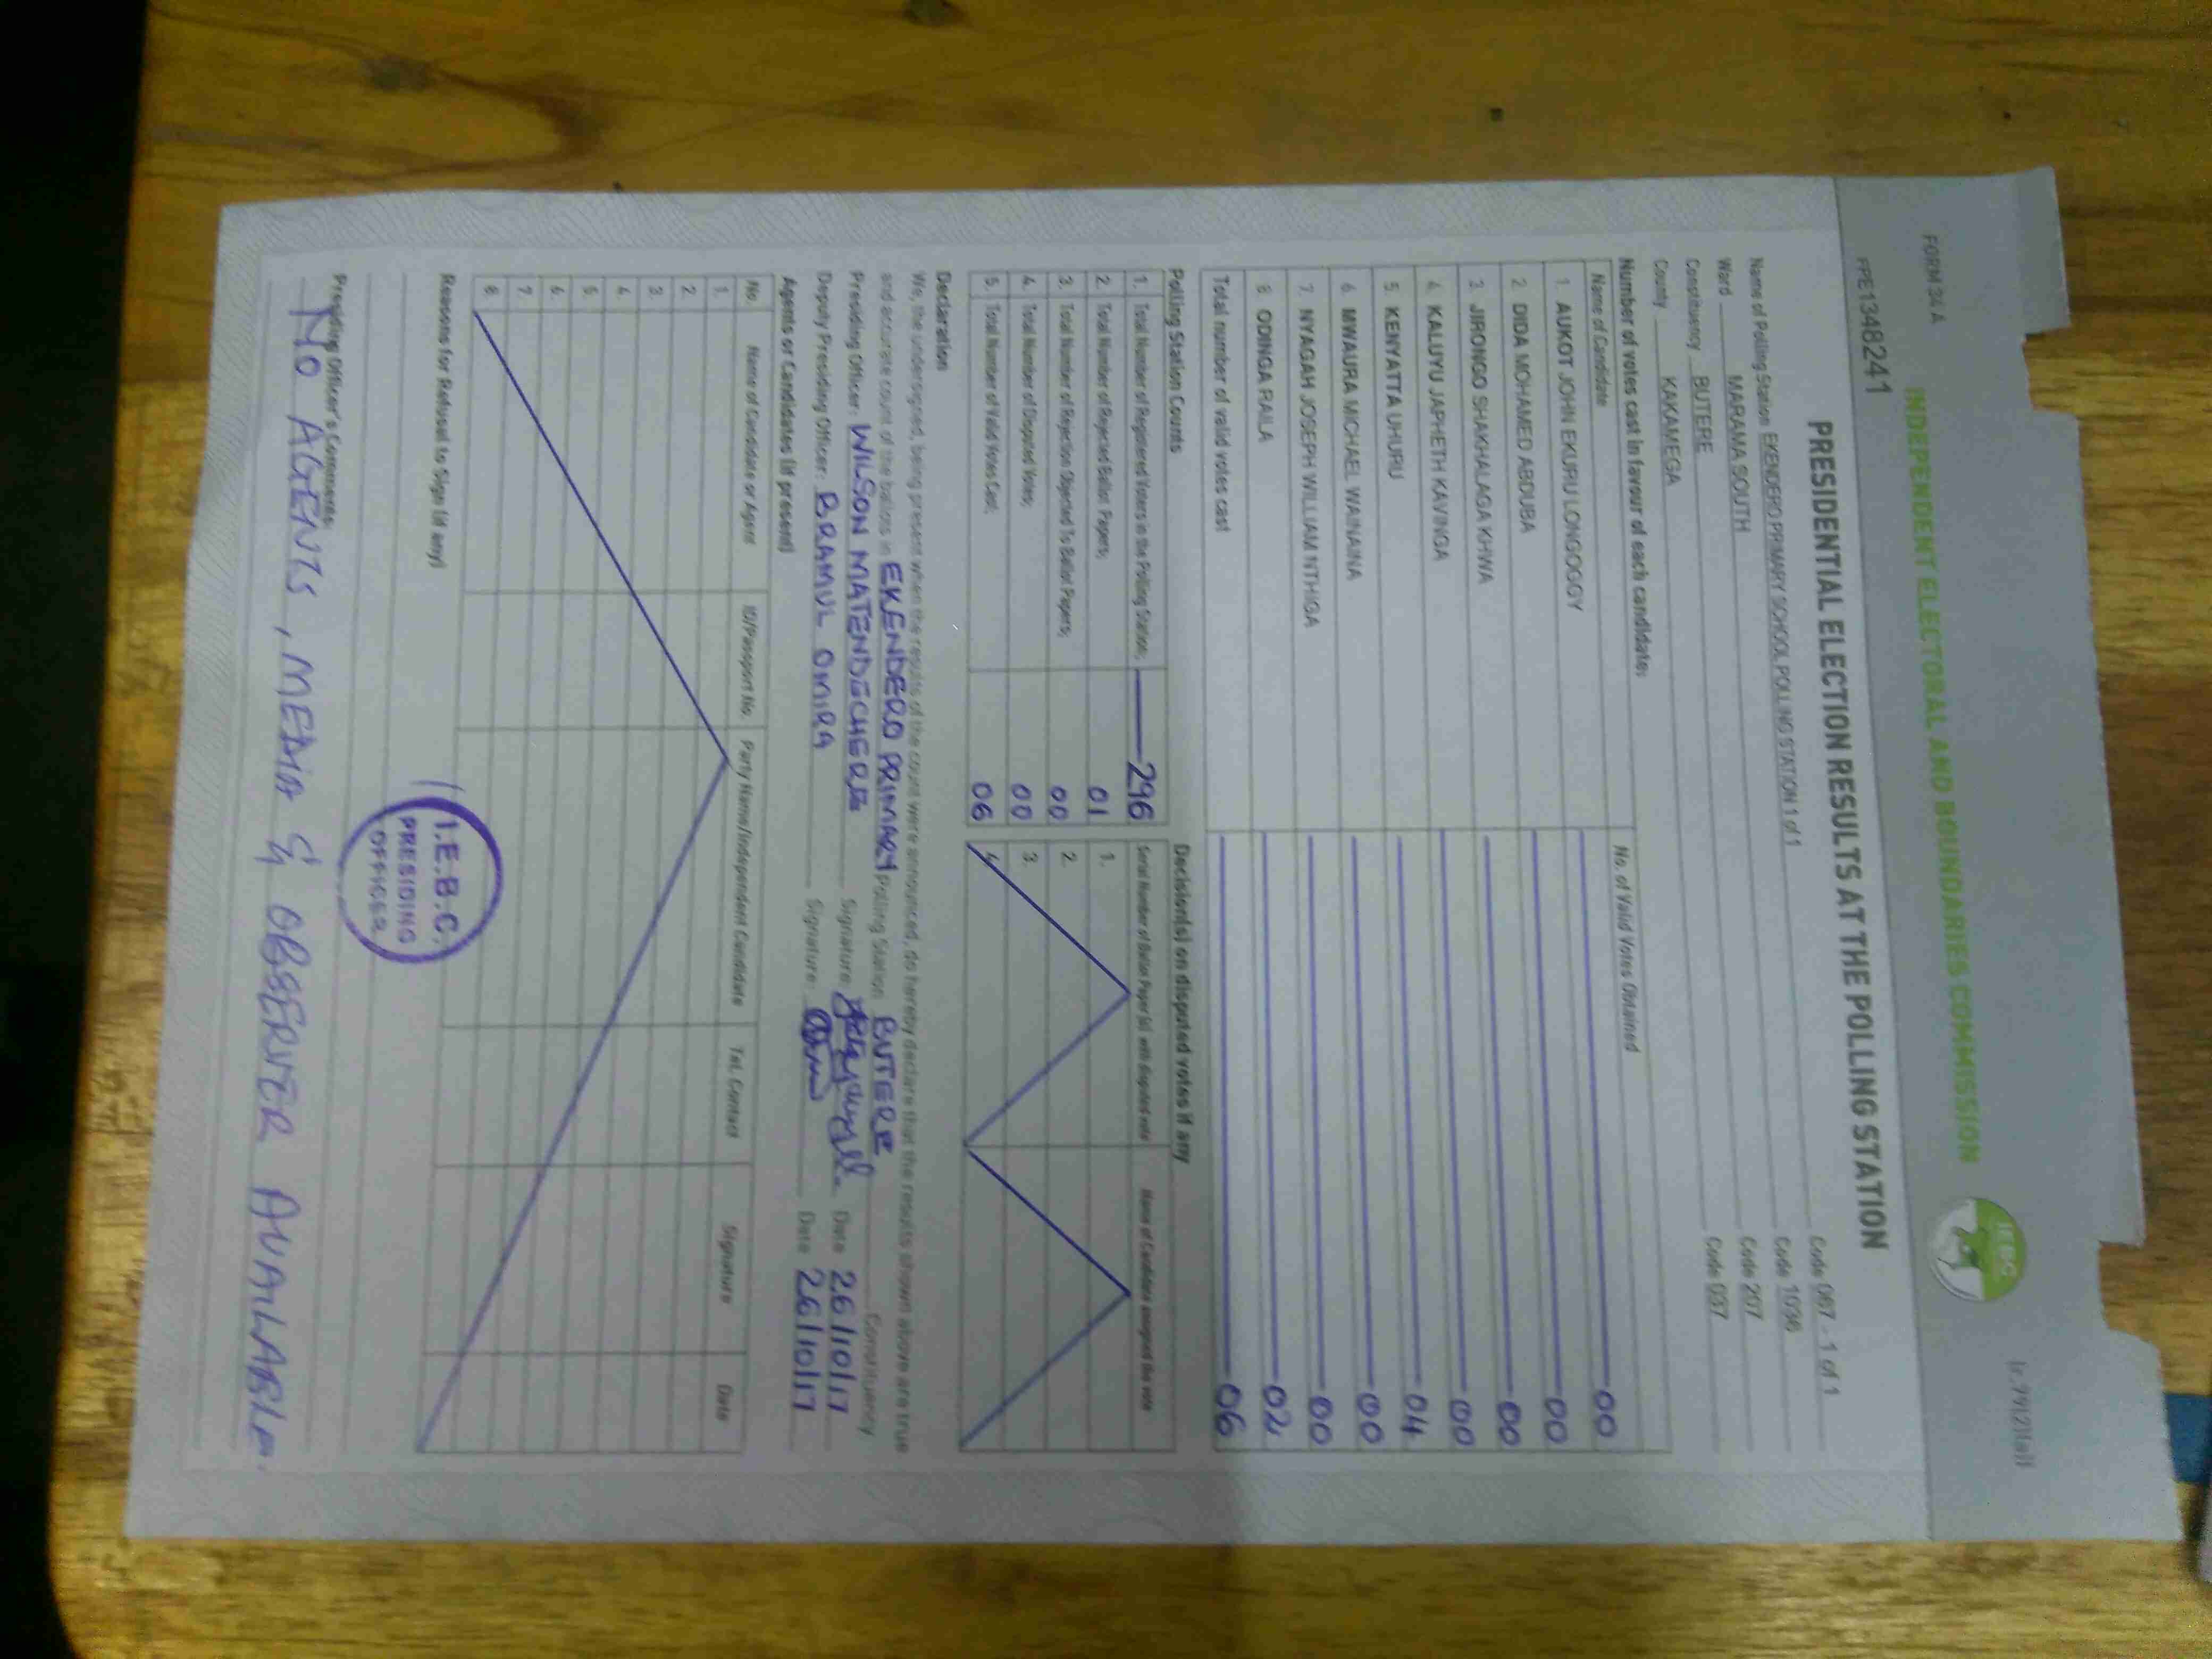 FORM 34 A
INDEPENDENT ELECTORAL AND BOUNDARIES COMMISSION
IEBC
FPE1348241
PRESIDENTIAL ELECTION RESULTS AT THE POLLING STATION
Name of Polling Station EKENDERO PRIMARY SCHOOL POLLING STATION 1 of 1 Code 067 - 1 of 1
Ward MARAMA SOUTH Code 1036
Constituency BUTERE Code 207
County KAKAMEGA Code 037
Number of votes cast in favour of each candidate:
Name of Candidate No. of Valid Votes Obtained
1. AUKOT JOHN EKURU LONGOGGY 00
2. DIDA MOHAMED ABDUBA 00
3. JIRONGO SHAKHALAGA KHWA 00
4. KALUYU JAPHETH KAVINGA 00
5. KENYATTA UHURU 04
6. MWAURA MICHAEL WAINAINA 00
7. NYAGAH JOSEPH WILLIAM NTHIGA 00
8. ODINGA RAILA 02
Total number of valid votes cast 06
Polling Station Counts
1. Total Number of Registered Voters in the Polling Station; 296
2. Total Number of Rejected Ballot Papers; 01
3. Total Number of Rejection Objected To Ballot Papers; 00
4. Total Number of Disputed Votes; 00
5. Total Number of Valid Votes Cast; 06
Decision(s) on disputed votes if any
Serial Number of Ballot Paper (s) with disputed vote Name of Candidate assigned the vote
1.
2.
3.
4.
Declaration
We, the undersigned, being present when the results of the count were announced, do hereby declare that the results shown above are true
and accurate count of the ballots in EKENDERO PRIMARY Polling Station BUTERE Constituency
Presiding Officer: WILSON MATENDECHERE Signature: Date 26/10/17
Deputy Presiding Officer: BRAMUL OMIRA Signature: Date 26/10/17
Agents or Candidates (if present)
No. Name of Candidate or Agent ID/Passport No. Party Name/Independent Candidate Tel. Contact Signature Date
1.
2.
3.
4.
5.
6.
7.
8.
Reasons for Refusal to Sign (if any)
I.E.B.C.
PRESIDING
OFFICER
Presiding Officer's Comments:
NO AGENTS, MEDIA & OBSERVER AVAILABLE.